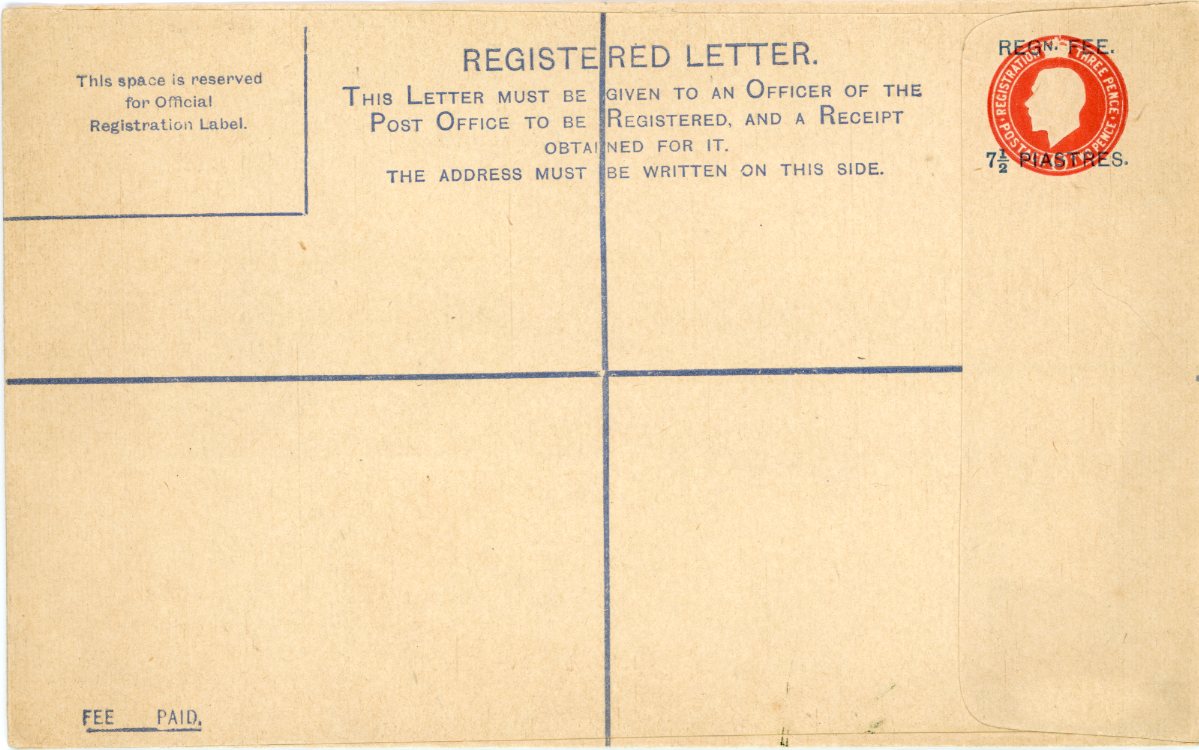 This space is reserved
for Official
Registration Label.
REGISTERED LETTER.
THIS LETTER MUST BE GIVEN TO AN OFFICER OF THE
POST OFFICE TO BE REGISTERED, AND A RECEIPT
OBTAINED FOR IT.
THE ADDRESS MUST BE WRITTEN ON THIS SIDE.
REGN. FEE.
REGISTRATION THREE PENCE
7½ PIASTRES.
FEE PAID.